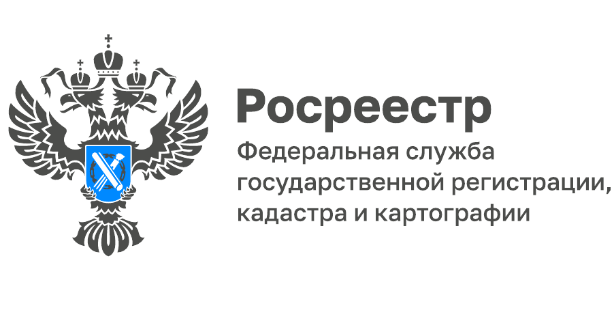 Росреестр
Федеральная служба
государственной регистрации,
кадастра и картографии